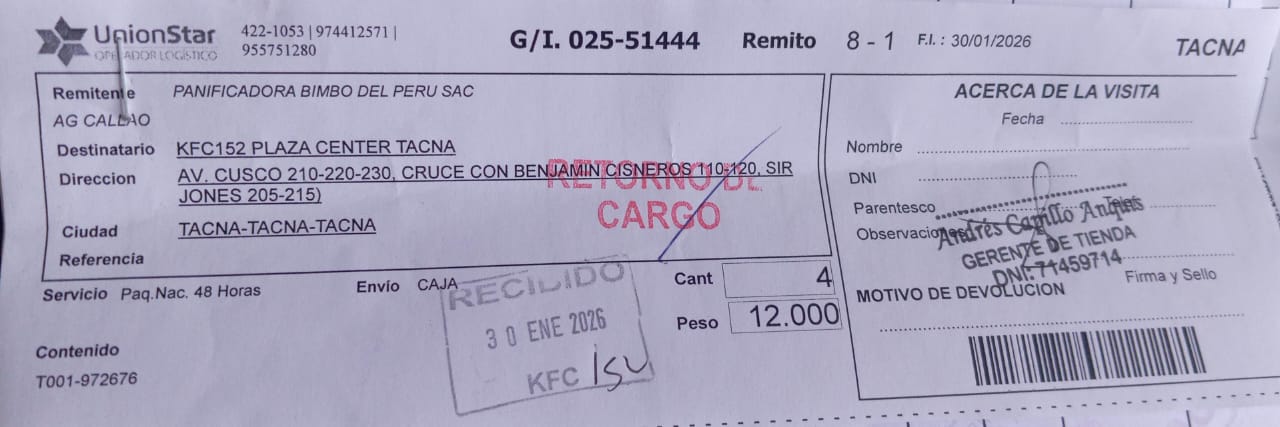 UnionStar
OPERADOR LOGÍSTICO
422-1053 | 974412571 |
955751280
G/I. 025-51444
Remito 8 - 1
F.I. : 30/01/2026
TACNA
Remitente PANIFICADORA BIMBO DEL PERU SAC
AG CALLAO
Destinatario KFC152 PLAZA CENTER TACNA
Direccion AV. CUSCO 210-220-230, CRUCE CON BENJAMIN CISNEROS 110-120, SIR
JONES 205-215)
Ciudad TACNA-TACNA-TACNA
Referencia
RETORNO DE
CARGO
Servicio Paq.Nac. 48 Horas
Envío CAJA
Cant 4
Peso 12.000
RECIBIDO
30 ENE 2026
KFC
Contenido
T001-972676
ACERCA DE LA VISITA
Fecha
Nombre
DNI
Parentesco
Observaciones
Andrés Carrillo
GERENTE DE TIENDA
DNI: 71459714
Firma y Sello
MOTIVO DE DEVOLUCION